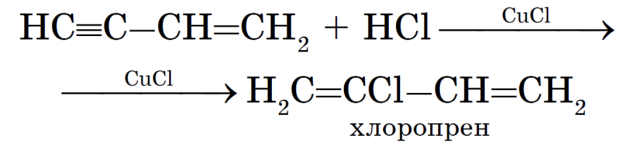 HC≡C–CH=CH₂ + HCl —CuCl→
—CuCl→ H₂C=CCl–CH=CH₂
хлоропрен